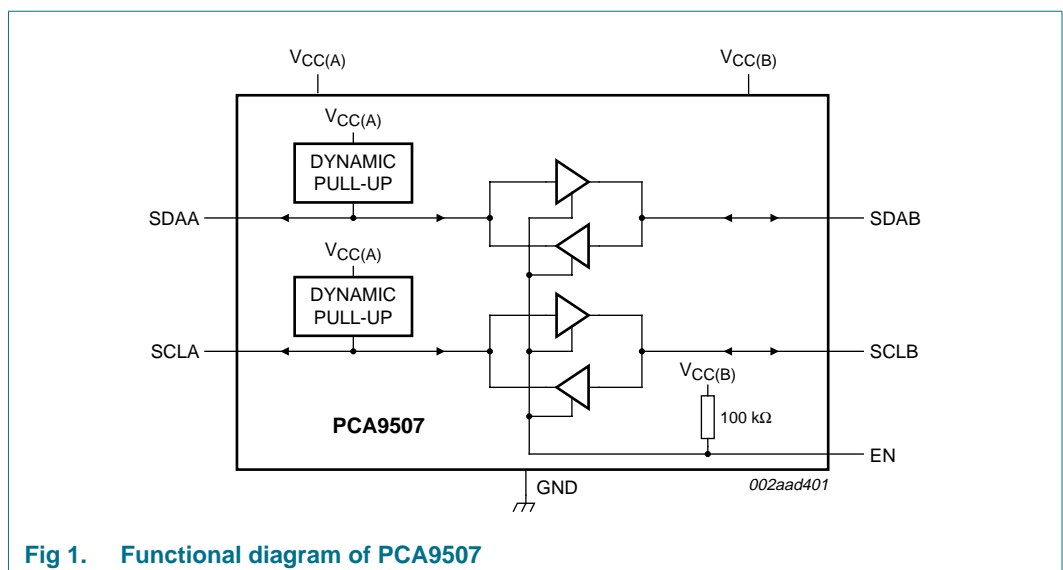 VCC(A)
VCC(B)
VCC(A)
DYNAMIC
PULL-UP
SDAA
SDAB
VCC(A)
DYNAMIC
PULL-UP
SCLA
SCLB
VCC(B)
100 kΩ
PCA9507
EN
GND
002aad401
Fig 1. Functional diagram of PCA9507